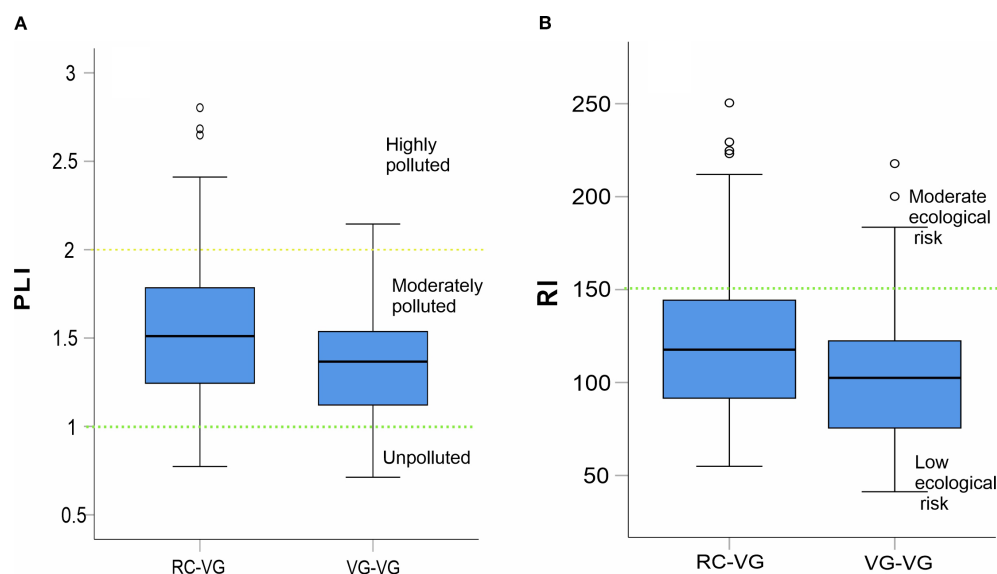 A
PLI
3
2.5
2
1.5
1
0.5
Highly
polluted
Moderately
polluted
Unpolluted
RC-VG
VG-VG
B
RI
250
200
150
100
50
Moderate
ecological
risk
Low
ecological
risk
RC-VG
VG-VG